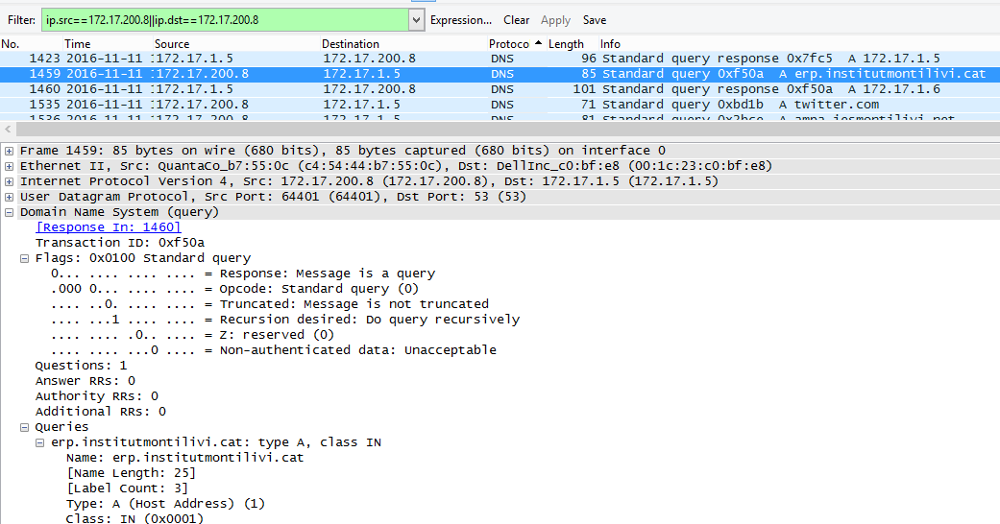 Filter: ip.src==172.17.200.8||ip.dst==172.17.200.8 Expression... Clear Apply Save
No. Time Source Destination Protoco Length Info
1423 2016-11-11 172.17.1.5 172.17.200.8 DNS 96 Standard query response 0x7fc5 A 172.17.1.5
1459 2016-11-11 172.17.200.8 172.17.1.5 DNS 85 Standard query 0xf50a A erp.institutmontilivi.cat
1460 2016-11-11 172.17.1.5 172.17.200.8 DNS 101 Standard query response 0xf50a A 172.17.1.6
1535 2016-11-11 172.17.200.8 172.17.1.5 DNS 71 Standard query 0xbd1b A twitter.com
1536 2016-11-11 172.17.200.8 172.17.1.5 DNS 81 Standard query 0x2bce A ampa.iesmontilivi.net
Frame 1459: 85 bytes on wire (680 bits), 85 bytes captured (680 bits) on interface 0
Ethernet II, Src: QuantaCo_b7:55:0c (c4:54:44:b7:55:0c), Dst: DellInc_c0:bf:e8 (00:1c:23:c0:bf:e8)
Internet Protocol Version 4, Src: 172.17.200.8 (172.17.200.8), Dst: 172.17.1.5 (172.17.1.5)
User Datagram Protocol, Src Port: 64401 (64401), Dst Port: 53 (53)
Domain Name System (query)
[Response In: 1460]
Transaction ID: 0xf50a
Flags: 0x0100 Standard query
0... .... .... .... = Response: Message is a query
.000 0... .... .... = Opcode: Standard query (0)
.... ..0. .... .... = Truncated: Message is not truncated
.... ...1 .... .... = Recursion desired: Do query recursively
.... .... .0.. .... = Z: reserved (0)
.... .... ...0 .... = Non-authenticated data: Unacceptable
Questions: 1
Answer RRs: 0
Authority RRs: 0
Additional RRs: 0
Queries
erp.institutmontilivi.cat: type A, class IN
Name: erp.institutmontilivi.cat
[Name Length: 25]
[Label Count: 3]
Type: A (Host Address) (1)
Class: IN (0x0001)